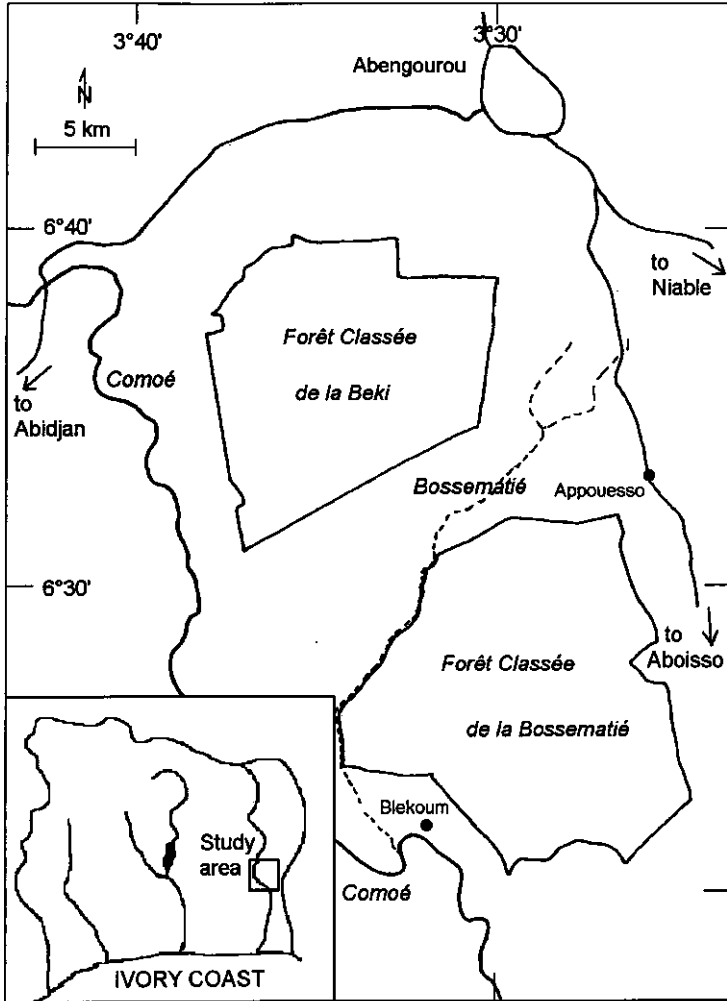 3°40'
3°30'
Abengourou
N
5 km
6°40'
to
Niable
Forêt Classée
de la Beki
Comoé
to
Abidjan
Bossematié
Appouesso
6°30'
to
Aboisso
Forêt Classée
de la Bossematié
Blekoum
Study
area
Comoé
IVORY COAST